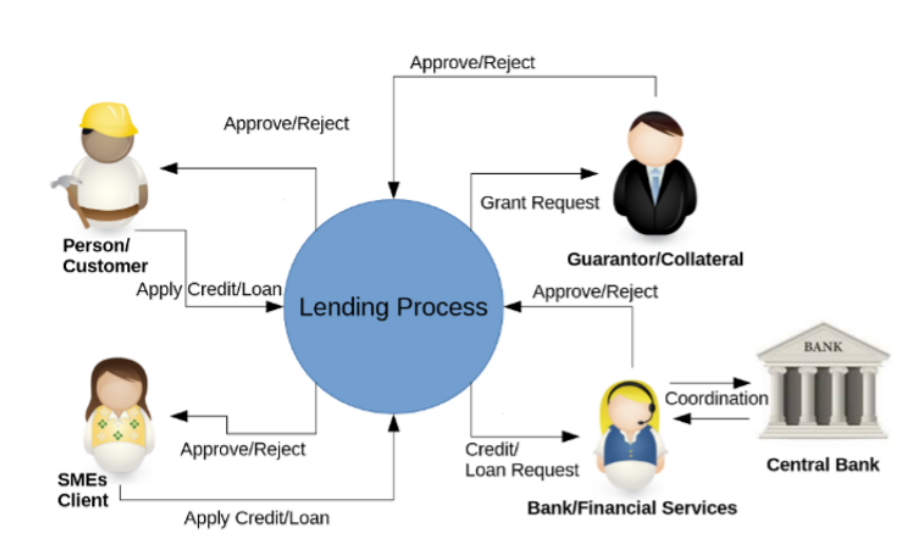 Approve/Reject
Approve/Reject
Grant Request
Person/
Customer
Guarantor/Collateral
Apply Credit/Loan
Approve/Reject
Lending Process
BANK
Coordination
Approve/Reject
Credit/
Loan Request
Central Bank
SMEs
Client
Bank/Financial Services
Apply Credit/Loan